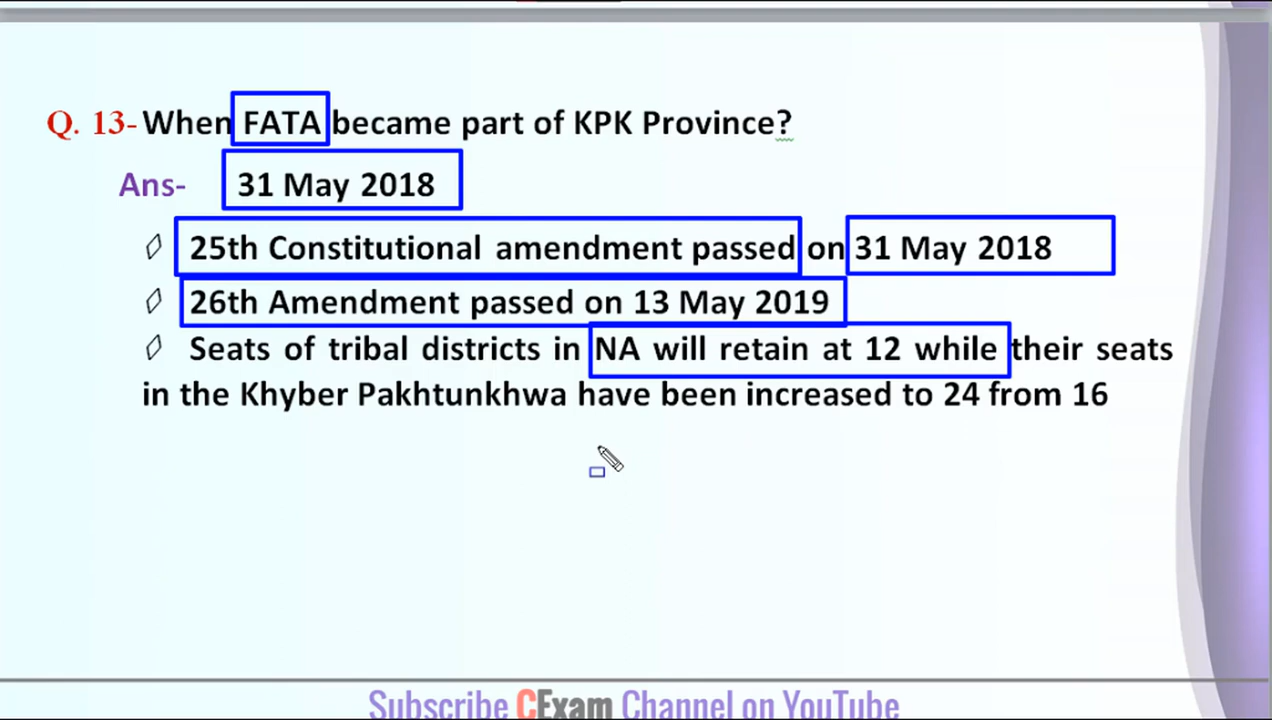 Q. 13- When FATA became part of KPK Province?
Ans- 31 May 2018
◊ 25th Constitutional amendment passed on 31 May 2018
◊ 26th Amendment passed on 13 May 2019
◊ Seats of tribal districts in NA will retain at 12 while their seats
in the Khyber Pakhtunkhwa have been increased to 24 from 16
Subscribe CExam Channel on YouTube